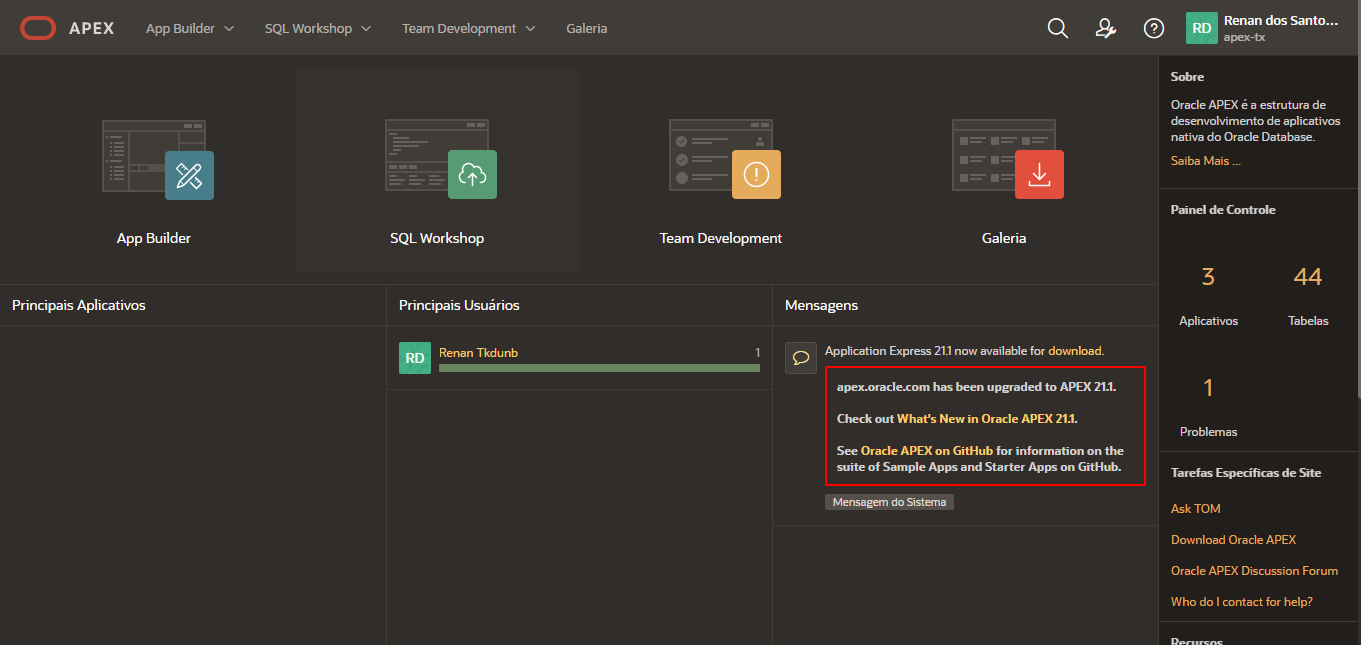 APEX
App Builder
SQL Workshop
Team Development
Galeria
RD
Renan dos Santo...
apex-tx
App Builder
SQL Workshop
Team Development
Galeria
Principais Aplicativos
Principais Usuários
RD
Renan Tkdunb
1
Mensagens
Application Express 21.1 now available for download.
apex.oracle.com has been upgraded to APEX 21.1.
Check out What's New in Oracle APEX 21.1.
See Oracle APEX on GitHub for information on the
suite of Sample Apps and Starter Apps on GitHub.
Mensagem do Sistema
Sobre
Oracle APEX é a estrutura de
desenvolvimento de aplicativos
nativa do Oracle Database.
Saiba Mais ...
Painel de Controle
3
44
Aplicativos
Tabelas
1
Problemas
Tarefas Específicas de Site
Ask TOM
Download Oracle APEX
Oracle APEX Discussion Forum
Who do I contact for help?
Recursos